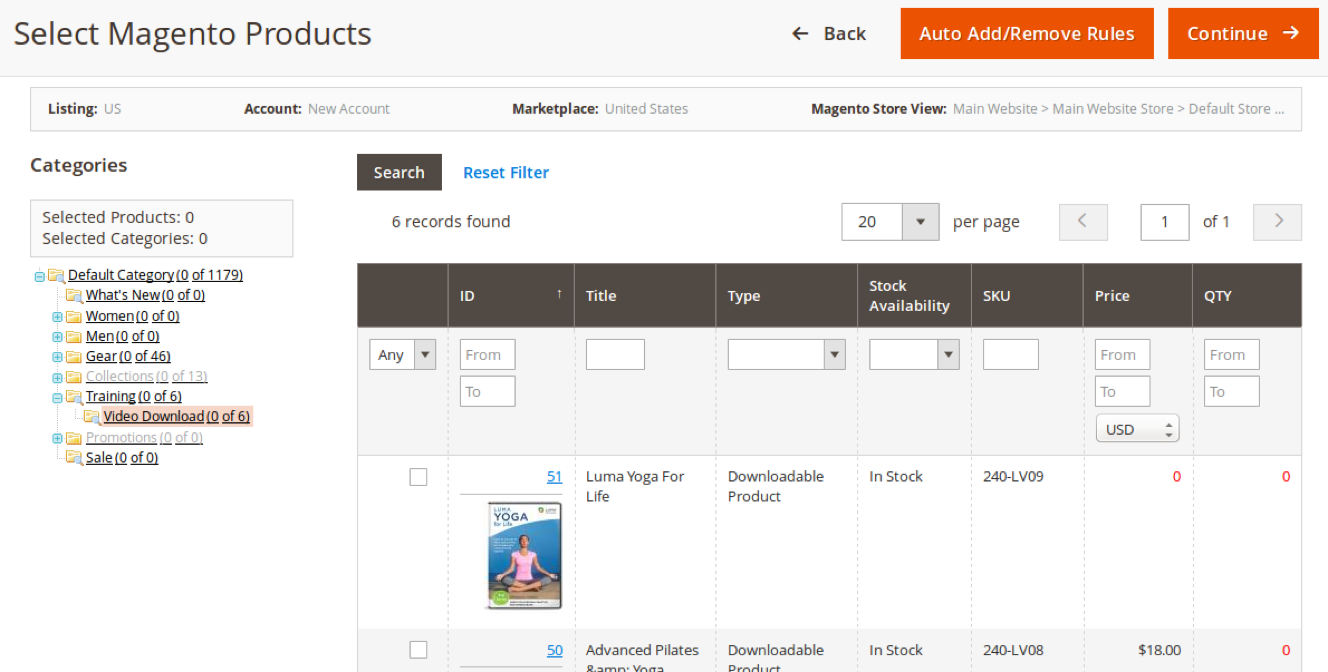 Select Magento Products
← Back
Auto Add/Remove Rules
Continue →
Listing: US
Account: New Account
Marketplace: United States
Magento Store View: Main Website > Main Website Store > Default Store ...
Categories
Selected Products: 0
Selected Categories: 0
Default Category (0 of 1179)
What's New (0 of 0)
Women (0 of 0)
Men (0 of 0)
Gear (0 of 46)
Collections (0 of 13)
Training (0 of 6)
Video Download (0 of 6)
Promotions (0 of 0)
Sale (0 of 0)
Search
Reset Filter
6 records found
20 per page
1 of 1
ID ↑
Title
Type
Stock
Availability
SKU
Price
QTY
Any
From
To
From
To
USD
From
To
51
Luma Yoga For
Life
Downloadable
Product
In Stock
240-LV09
0
0
LUMA
YOGA
for Life
50
Advanced Pilates
&amp; Yoga
Downloadable
Product
In Stock
240-LV08
$18.00
0